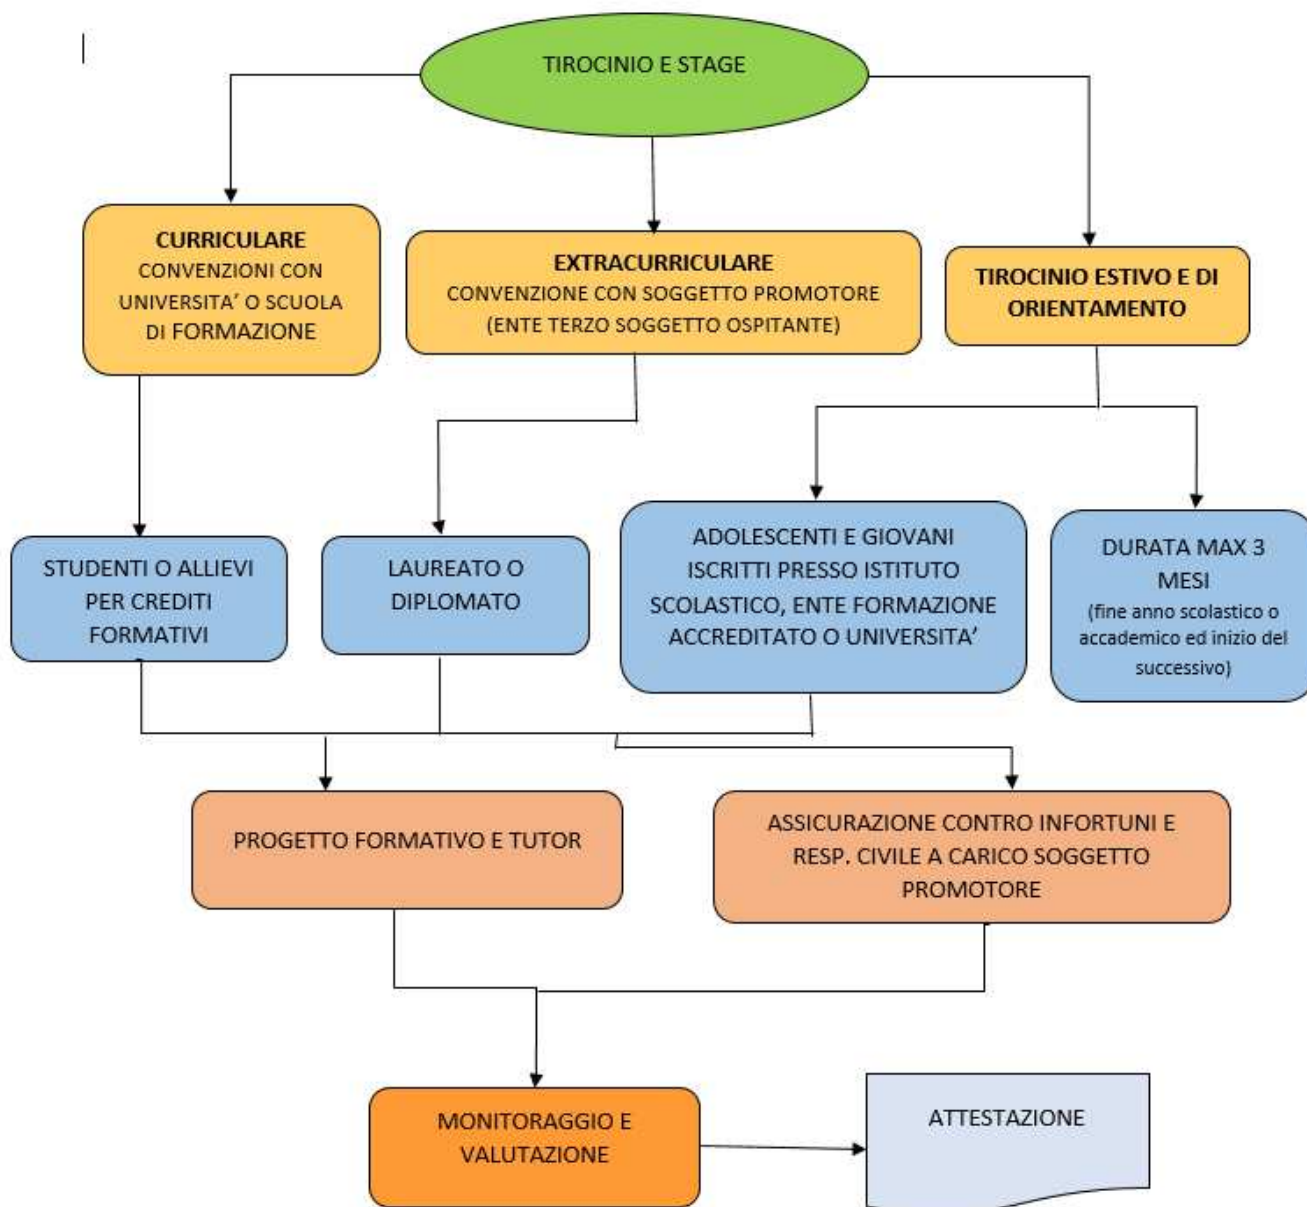 TIROCINIO E STAGE
CURRICULARE
CONVENZIONI CON
UNIVERSITA’ O SCUOLA
DI FORMAZIONE
EXTRACURRICULARE
CONVENZIONE CON SOGGETTO PROMOTORE
(ENTE TERZO SOGGETTO OSPITANTE)
TIROCINIO ESTIVO E DI
ORIENTAMENTO
STUDENTI O ALLIEVI
PER CREDITI
FORMATIVI
LAUREATO O
DIPLOMATO
ADOLESCENTI E GIOVANI
ISCRITTI PRESSO ISTITUTO
SCOLASTICO, ENTE FORMAZIONE
ACCREDITATO O UNIVERSITA’
DURATA MAX 3
MESI
(fine anno scolastico o
accademico ed inizio del
successivo)
PROGETTO FORMATIVO E TUTOR
ASSICURAZIONE CONTRO INFORTUNI E
RESP. CIVILE A CARICO SOGGETTO
PROMOTORE
MONITORAGGIO E
VALUTAZIONE
ATTESTAZIONE